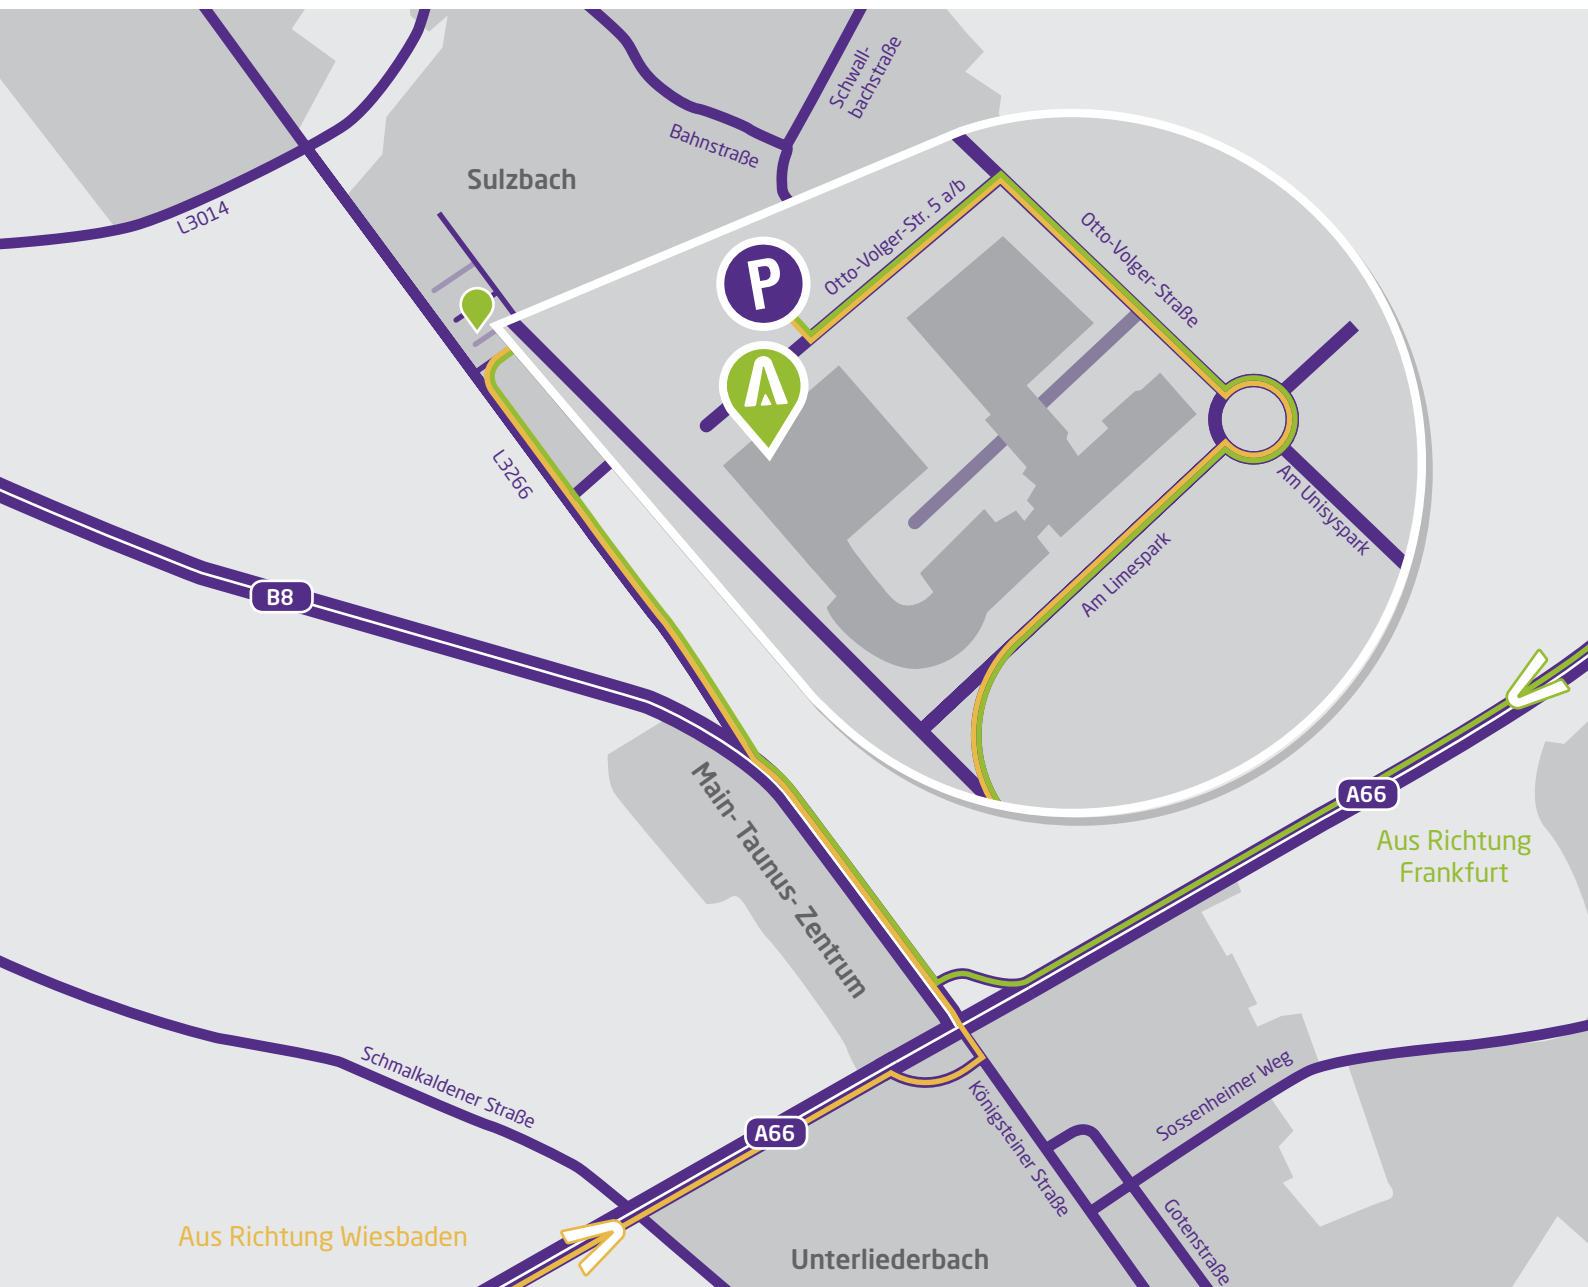 Schwall-
bachstraße
Bahnstraße
Sulzbach
L3014
Otto-Volger-Str. 5 a/b
Otto-Volger-Straße
P
L3266
Am Unisyspark
Am Limespark
B8
Main- Taunus- Zentrum
A66
Aus Richtung
Frankfurt
Schmalkaldener Straße
Königsteiner Straße
Sossenheimer Weg
A66
Gotenstraße
Aus Richtung Wiesbaden
Unterliederbach